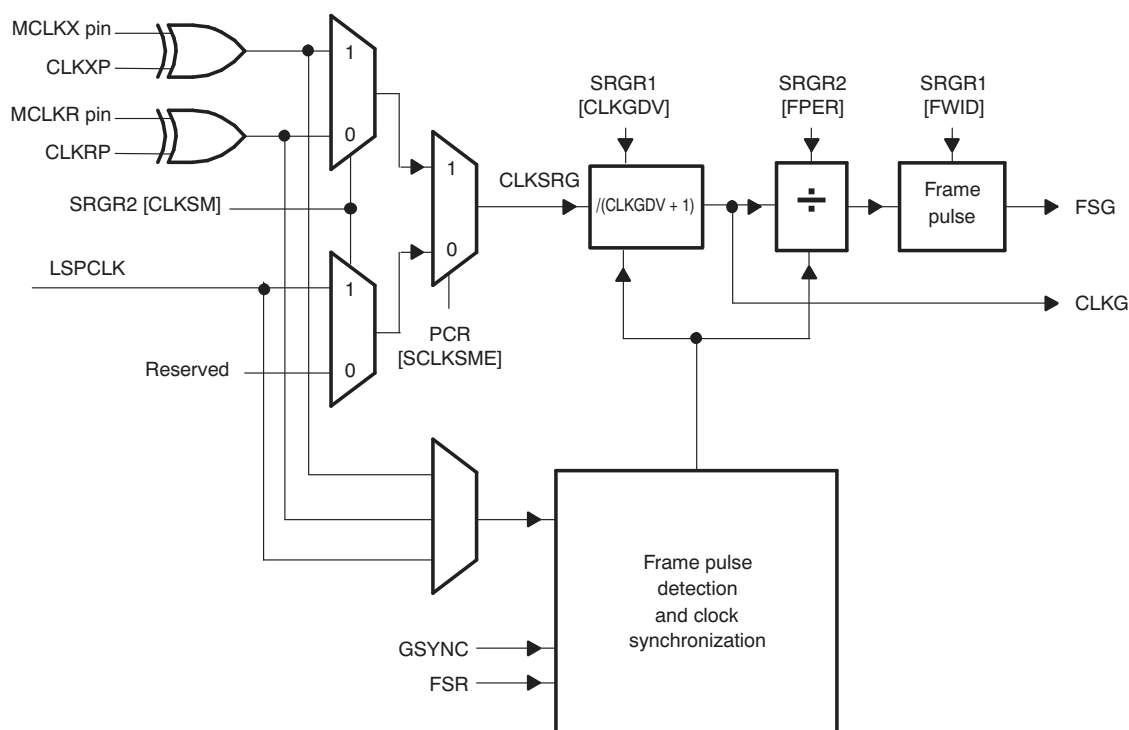 MCLKX pin
CLKXP
MCLKR pin
CLKRP
1
0
SRGR2 [CLKSM]
LSPCLK
1
Reserved
0
1
0
PCR
[SCLKSME]
CLKSRG
SRGR1
[CLKGDV]
/(CLKGDV + 1)
SRGR2
[FPER]
÷
SRGR1
[FWID]
Frame
pulse
FSG
CLKG
Frame pulse
detection
and clock
synchronization
GSYNC
FSR